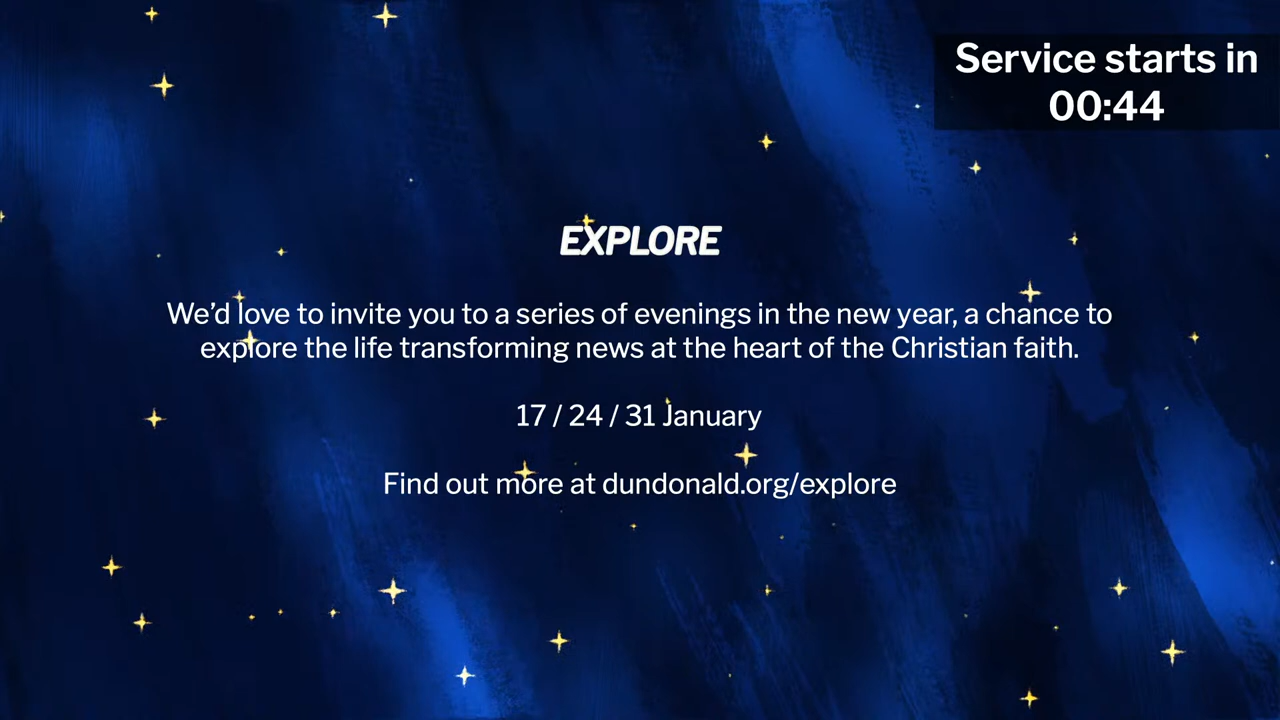 Service starts in
00:44
EXPLORE
We’d love to invite you to a series of evenings in the new year, a chance to
explore the life transforming news at the heart of the Christian faith.
17 / 24 / 31 January
Find out more at dundonald.org/explore